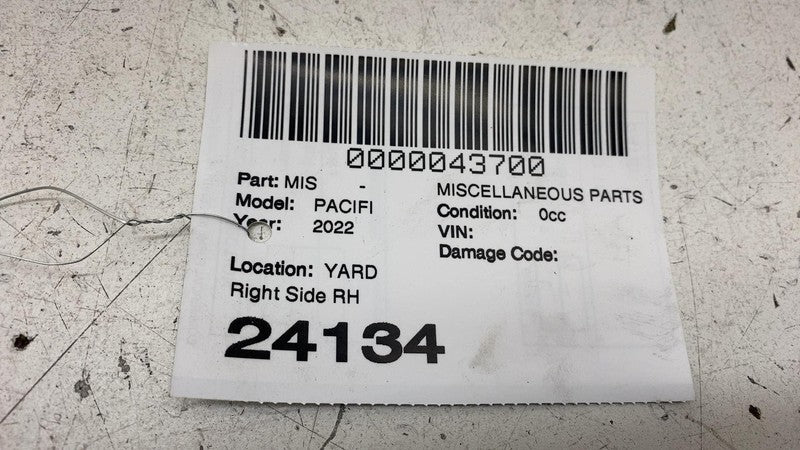 0000043700
Part: MIS -
MISCELLANEOUS PARTS
Model: PACIFI
Condition: 0cc
Year: 2022
VIN:
Damage Code:
Location: YARD
Right Side RH
24134